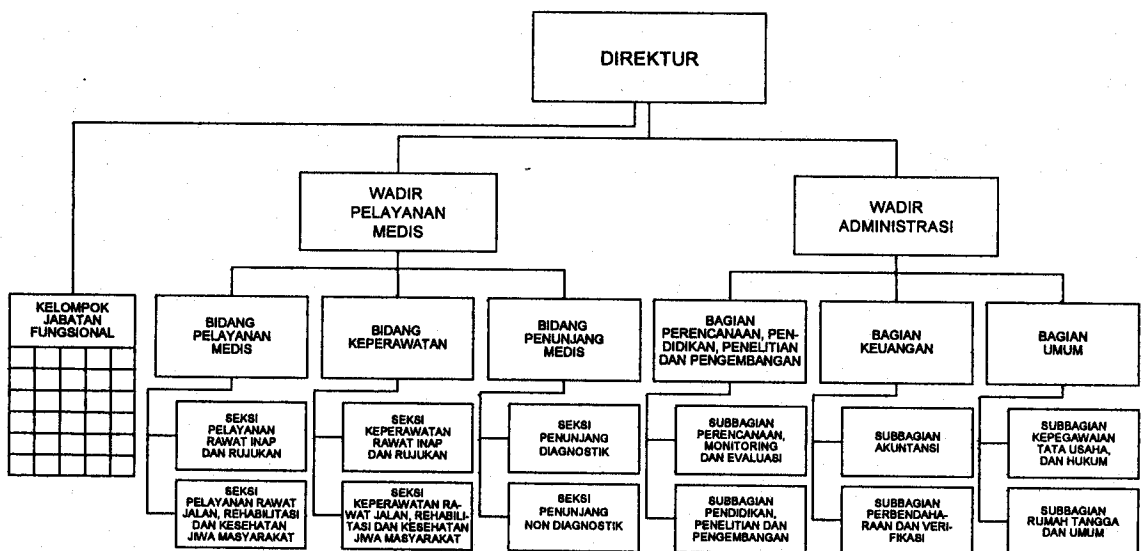 DIREKTUR
WADIR
PELAYANAN
MEDIS
WADIR
ADMINISTRASI
KELOMPOK
JABATAN
FUNGSIONAL
BIDANG
PELAYANAN
MEDIS
BIDANG
KEPERAWATAN
BIDANG
PENUNJANG
MEDIS
BAGIAN
PERENCANAAN, PEN-
DIDIKAN, PENELITIAN
DAN PENGEMBANGAN
BAGIAN
KEUANGAN
BAGIAN
UMUM
SEKSI
PELAYANAN
RAWAT INAP
DAN RUJUKAN
SEKSI
KEPERAWATAN
RAWAT INAP
DAN RUJUKAN
SEKSI
PENUNJANG
DIAGNOSTIK
SUBBAGIAN
PERENCANAAN,
MONITORING
DAN EVALUASI
SUBBAGIAN
AKUNTANSI
SUBBAGIAN
KEPEGAWAIAN
TATA USAHA,
DAN HUKUM
SEKSI
PELAYANAN RAWAT
JALAN, REHABILITASI
DAN KESEHATAN
JIWA MASYARAKAT
SEKSI
KEPERAWATAN RA-
WAT JALAN, REHABILI-
TASI DAN KESEHATAN
JIWA MASYARAKAT
SEKSI
PENUNJANG
NON DIAGNOSTIK
SUBBAGIAN
PENDIDIKAN,
PENELITIAN DAN
PENGEMBANGAN
SUBBAGIAN
PERBENDAHA-
RAAN DAN VERI-
FIKASI
SUBBAGIAN
RUMAH TANGGA
DAN UMUM